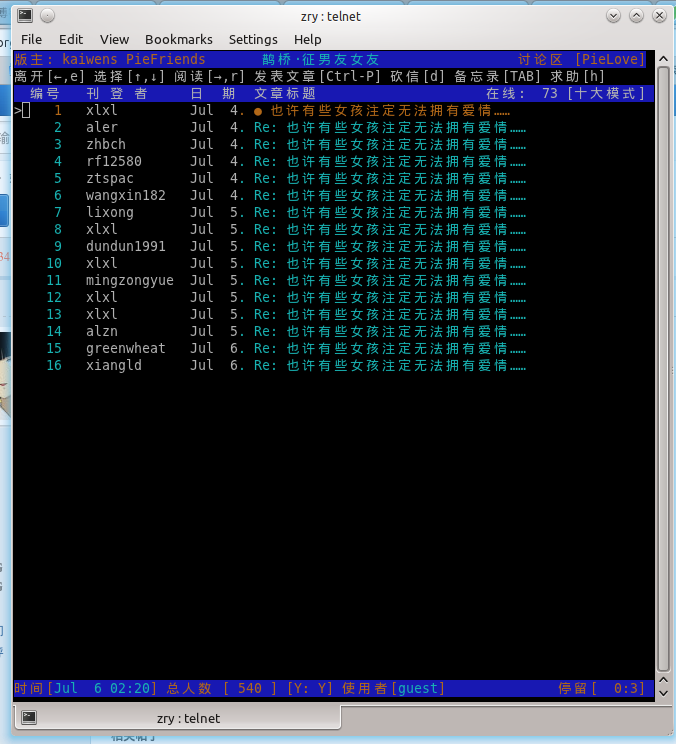 zry : telnet
File Edit View Bookmarks Settings Help
版主: kaiwens PieFriends 鹊桥·征男友女友 讨论区 [PieLove]
离开[←,e] 选择[↑,↓] 阅读[→,r] 发表文章[Ctrl-P] 砍信[d] 备忘录[TAB] 求助[h]
编号 刊 登 者 日 期 文章标题 在线: 73 [十大模式]
> 1 xlxl Jul 4. ● 也许有些女孩注定无法拥有爱情……
2 aler Jul 4. Re: 也许有些女孩注定无法拥有爱情……
3 zhbch Jul 4. Re: 也许有些女孩注定无法拥有爱情……
4 rf12580 Jul 4. Re: 也许有些女孩注定无法拥有爱情……
5 ztspac Jul 4. Re: 也许有些女孩注定无法拥有爱情……
6 wangxin182 Jul 4. Re: 也许有些女孩注定无法拥有爱情……
7 lixong Jul 5. Re: 也许有些女孩注定无法拥有爱情……
8 xlxl Jul 5. Re: 也许有些女孩注定无法拥有爱情……
9 dundun1991 Jul 5. Re: 也许有些女孩注定无法拥有爱情……
10 xlxl Jul 5. Re: 也许有些女孩注定无法拥有爱情……
11 mingzongyue Jul 5. Re: 也许有些女孩注定无法拥有爱情……
12 xlxl Jul 5. Re: 也许有些女孩注定无法拥有爱情……
13 xlxl Jul 5. Re: 也许有些女孩注定无法拥有爱情……
14 alzn Jul 5. Re: 也许有些女孩注定无法拥有爱情……
15 greenwheat Jul 6. Re: 也许有些女孩注定无法拥有爱情……
16 xiangld Jul 6. Re: 也许有些女孩注定无法拥有爱情……
时间[Jul 6 02:20] 总人数 [ 540 ] [Y: Y] 使用者[guest] 停留[ 0:3]
zry : telnet